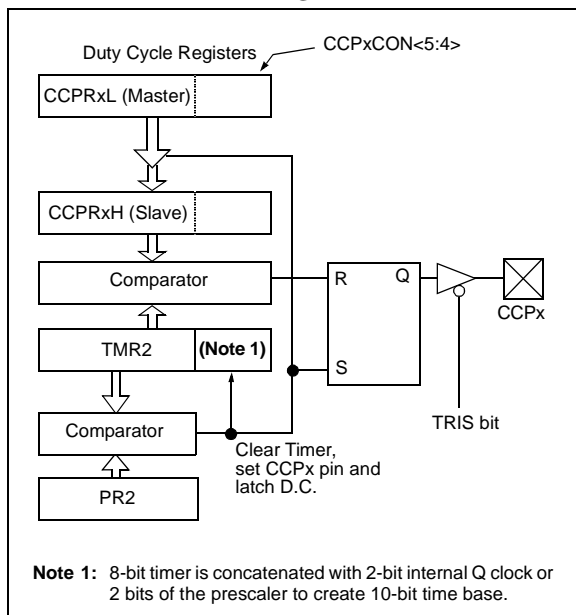 Duty Cycle Registers
CCPxCON<5:4>
CCPRxL (Master)
CCPRxH (Slave)
Comparator
R
Q
CCPx
TMR2
(Note 1)
S
TRIS bit
Comparator
Clear Timer,
set CCPx pin and
latch D.C.
PR2
Note 1: 8-bit timer is concatenated with 2-bit internal Q clock or
2 bits of the prescaler to create 10-bit time base.